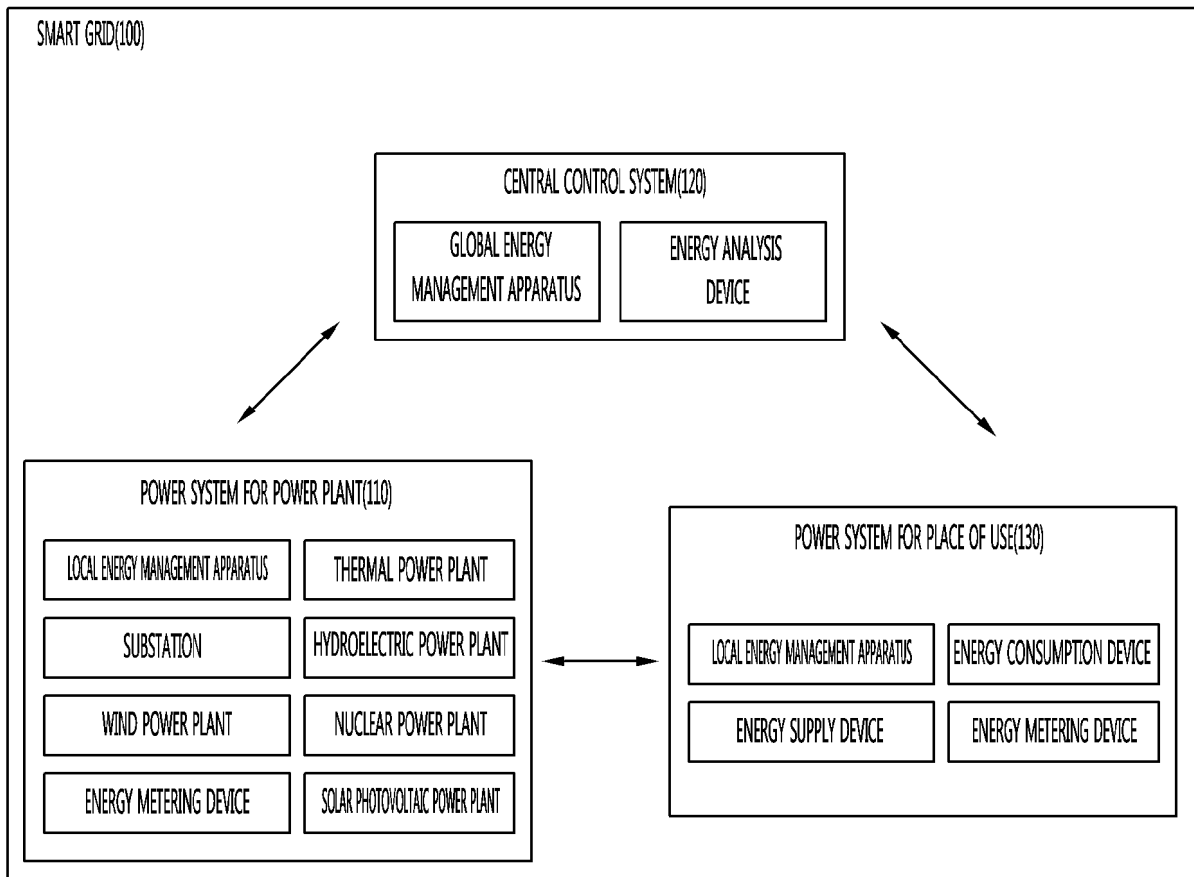 SMART GRID(100)
CENTRAL CONTROL SYSTEM(120)
GLOBAL ENERGY
MANAGEMENT APPARATUS
ENERGY ANALYSIS
DEVICE
POWER SYSTEM FOR POWER PLANT(110)
LOCAL ENERGY MANAGEMENT APPARATUS
THERMAL POWER PLANT
SUBSTATION
HYDROELECTRIC POWER PLANT
WIND POWER PLANT
NUCLEAR POWER PLANT
ENERGY METERING DEVICE
SOLAR PHOTOVOLTAIC POWER PLANT
POWER SYSTEM FOR PLACE OF USE(130)
LOCAL ENERGY MANAGEMENT APPARATUS
ENERGY CONSUMPTION DEVICE
ENERGY SUPPLY DEVICE
ENERGY METERING DEVICE